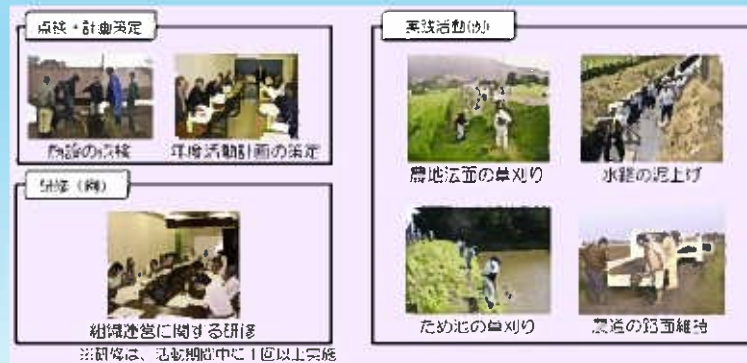 点検・計画策定
施設の点検
年度活動計画の策定
研修（例）
組織運営に関する研修
※研修は、活動期間中に1回以上実施
実践活動(例)
農地法面の草刈り
水路の泥上げ
ため池の草刈り
農道の路面維持